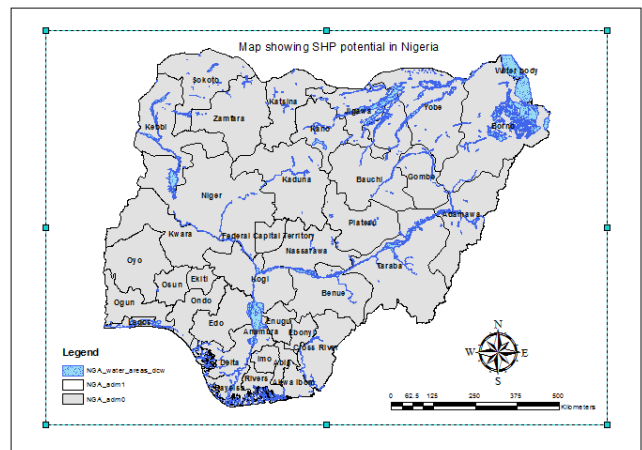 Map showing SHP potential in Nigeria
Water body
Sokoto
Katsina
Zamfara
Kebbi
Kano
Jigawa
Yobe
Borno
Kaduna
Bauchi
Gombe
Niger
Plateau
Adamawa
Kwara
Federal Capital Territory
Nassarawa
Taraba
Oyo
Kogi
Benue
Osun
Ekiti
Ogun
Ondo
Lagos
Edo
Enugu
Anambra
Ebonyi
Cross River
Delta
Imo
Abia
Rivers
Akwa Ibom
Bayelsa
Legend
NGA_water_areas_dcw
NGA_adm1
NGA_adm0
N
W
E
S
0 62.5 125 250 375 500
Kilometers